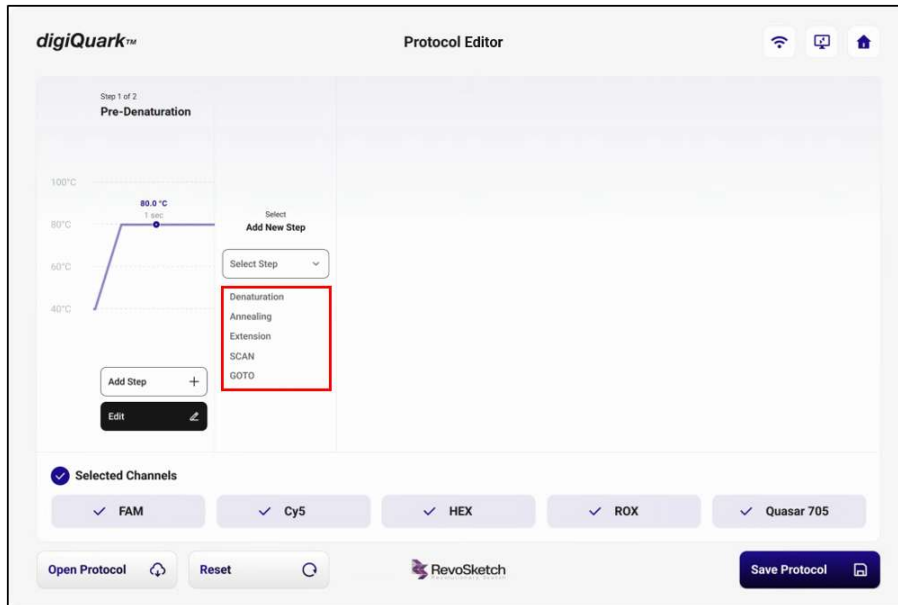 digiQuark™
Protocol Editor
Step 1 of 2
Pre-Denaturation
100°C
80.0 °C
1 sec
80°C
60°C
40°C
Add Step
Edit
Select
Add New Step
Select Step
Denaturation
Annealing
Extension
SCAN
GOTO
Selected Channels
FAM
Cy5
HEX
ROX
Quasar 705
Open Protocol
Reset
RevoSketch
Save Protocol